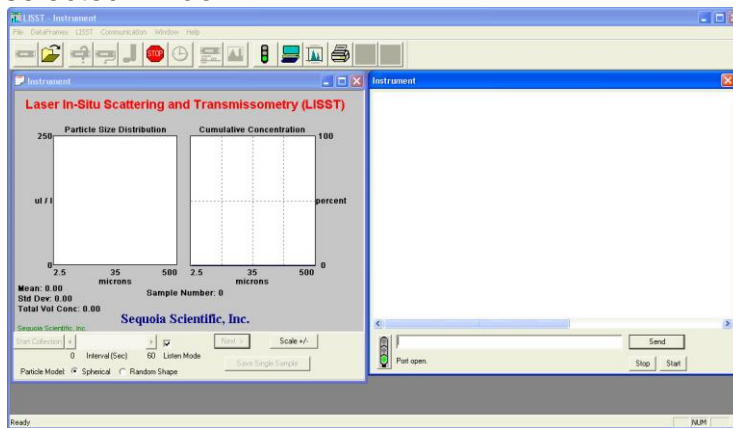 LISST - Instrument
File DataFrames LISST Communication Window Help
STOP
Instrument
Laser In-Situ Scattering and Transmissometry (LISST)
Particle Size Distribution
Cumulative Concentration
250
100
ul / l
percent
0
0
2.5 35 500
2.5 35 500
microns
microns
Mean: 0.00
Std Dev: 0.00
Total Vol Conc: 0.00
Sample Number: 0
Sequoia Scientific, Inc.
Sequoia Scientific, Inc.
Start Collection
Next >
Scale +/-
0 Interval (Sec) 60 Listen Mode
Save Single Sample
Particle Model: Spherical Random Shape
Instrument
Send
Port open.
Stop Start
Ready
NUM